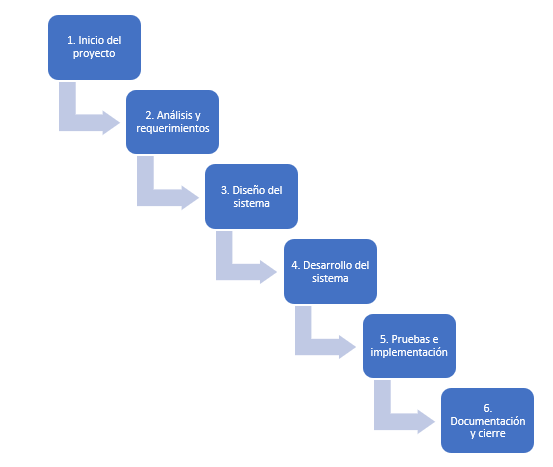 1. Inicio del
proyecto
2. Análisis y
requerimientos
3. Diseño del
sistema
4. Desarrollo del
sistema
5. Pruebas e
implementación
6.
Documentación
y cierre